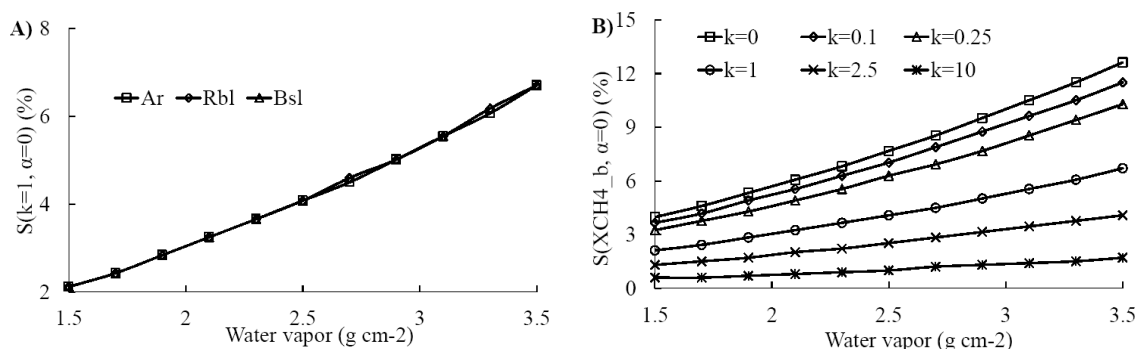 A)
8
6
4
2
S(k=1, α=0) (%)
Ar Rbl Bsl
1.5 2 2.5 3 3.5
Water vapor (g cm-2)
B)
15
12
9
6
3
0
S(XCH4_b, α=0) (%)
k=0 k=0.1 k=0.25
k=1 k=2.5 k=10
1.5 2 2.5 3 3.5
Water vapor (g cm-2)